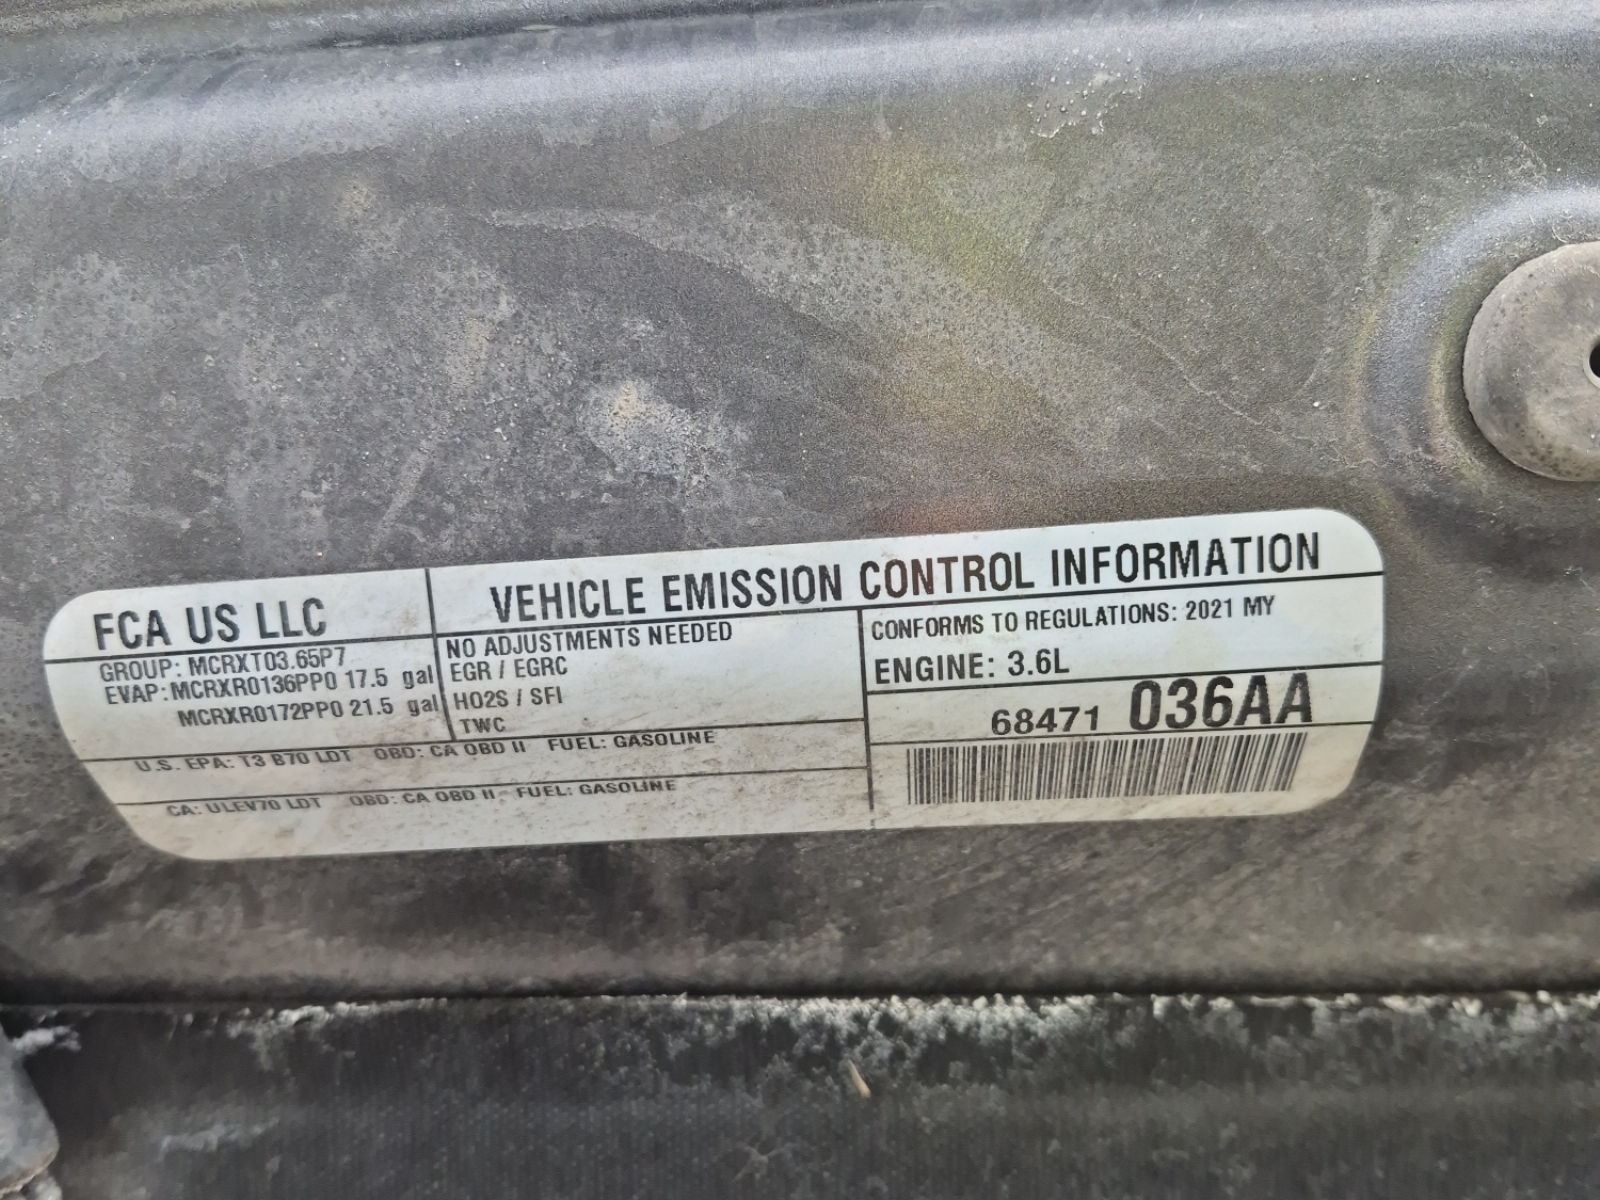 FCA US LLC
VEHICLE EMISSION CONTROL INFORMATION
GROUP: MCRXT03.65P7
EVAP: MCRXR0136PP0 17.5 gal
MCRXR0172PP0 21.5 gal
NO ADJUSTMENTS NEEDED
EGR / EGRC
HO2S / SFI
TWC
CONFORMS TO REGULATIONS: 2021 MY
ENGINE: 3.6L
68471 036AA
U.S. EPA: T3 B70 LDT OBD: CA OBD II FUEL: GASOLINE
CA: ULEV70 LDT OBD: CA OBD II FUEL: GASOLINE